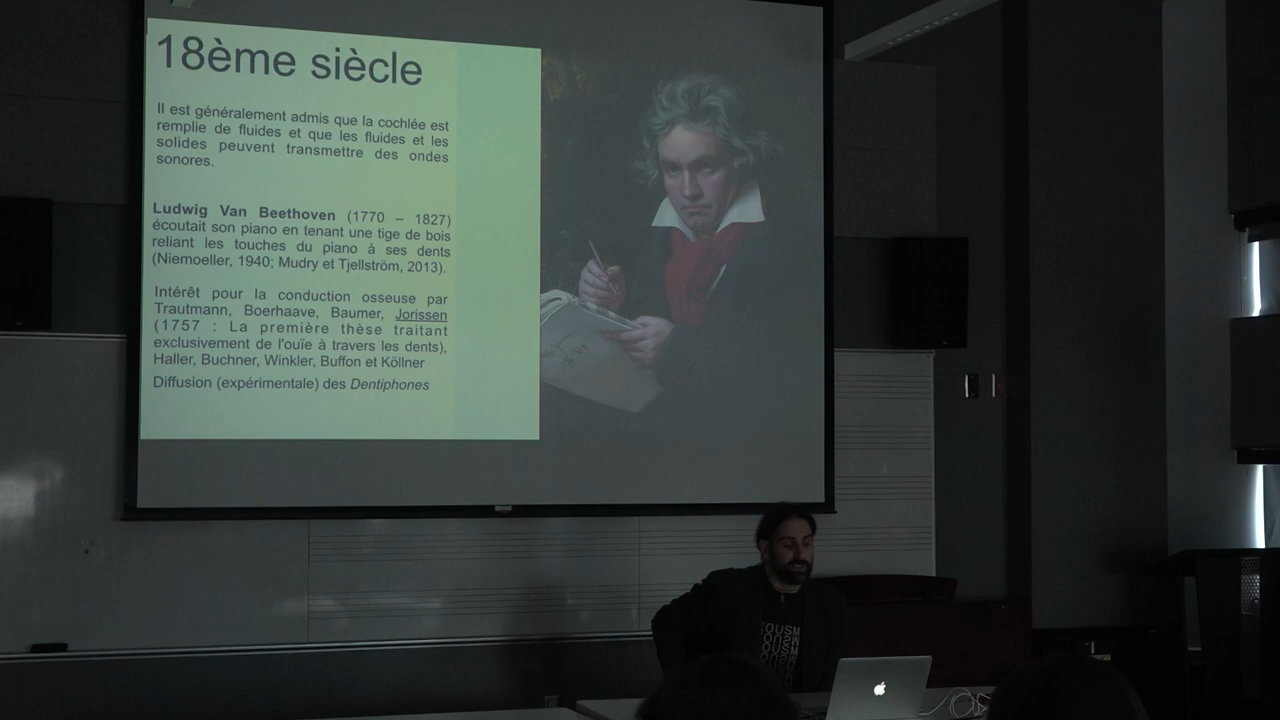 18ème siècle
Il est généralement admis que la cochlée est
remplie de fluides et que les fluides et les
solides peuvent transmettre des ondes
sonores.
Ludwig Van Beethoven (1770 – 1827)
écoutait son piano en tenant une tige de bois
reliant les touches du piano à ses dents
(Niemoeller, 1940; Mudry et Tjellström, 2013).
Intérêt pour la conduction osseuse par
Trautmann, Boerhaave, Baumer, Jorissen
(1757 : La première thèse traitant
exclusivement de l'ouïe à travers les dents),
Haller, Buchner, Winkler, Buffon et Köllner
Diffusion (expérimentale) des Dentiphones